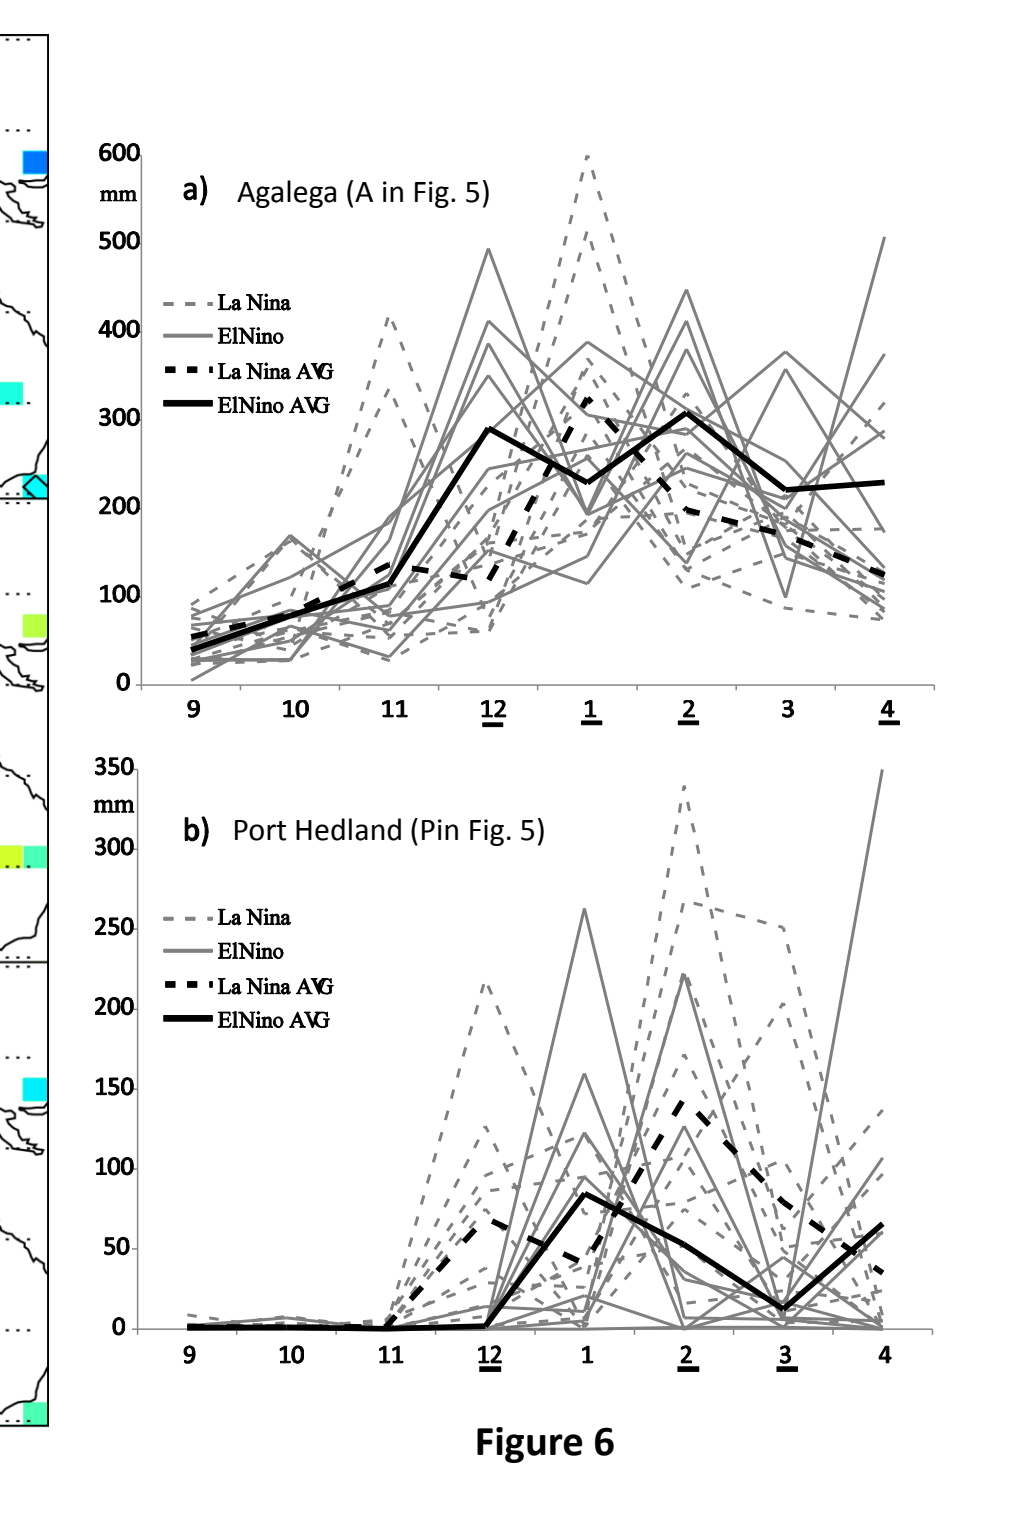 600
mm
a) Agalega (A in Fig. 5)
500
La Nina
ElNino
400
La Nina AVG
ElNino AVG
300
200
100
0
9 10 11 12 1 2 3 4
350
mm
b) Port Hedland (Pin Fig. 5)
300
La Nina
250
ElNino
La Nina AVG
200
ElNino AVG
150
100
50
0
9 10 11 12 1 2 3 4
Figure 6